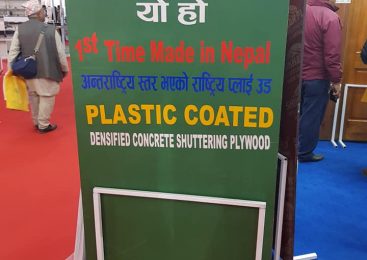 यो हो
1st Time Made in Nepal
अन्तराष्ट्रिय स्तर भएको राष्ट्रिय प्लाई उड
PLASTIC COATED
DENSIFIED CONCRETE SHUTTERING PLYWOOD